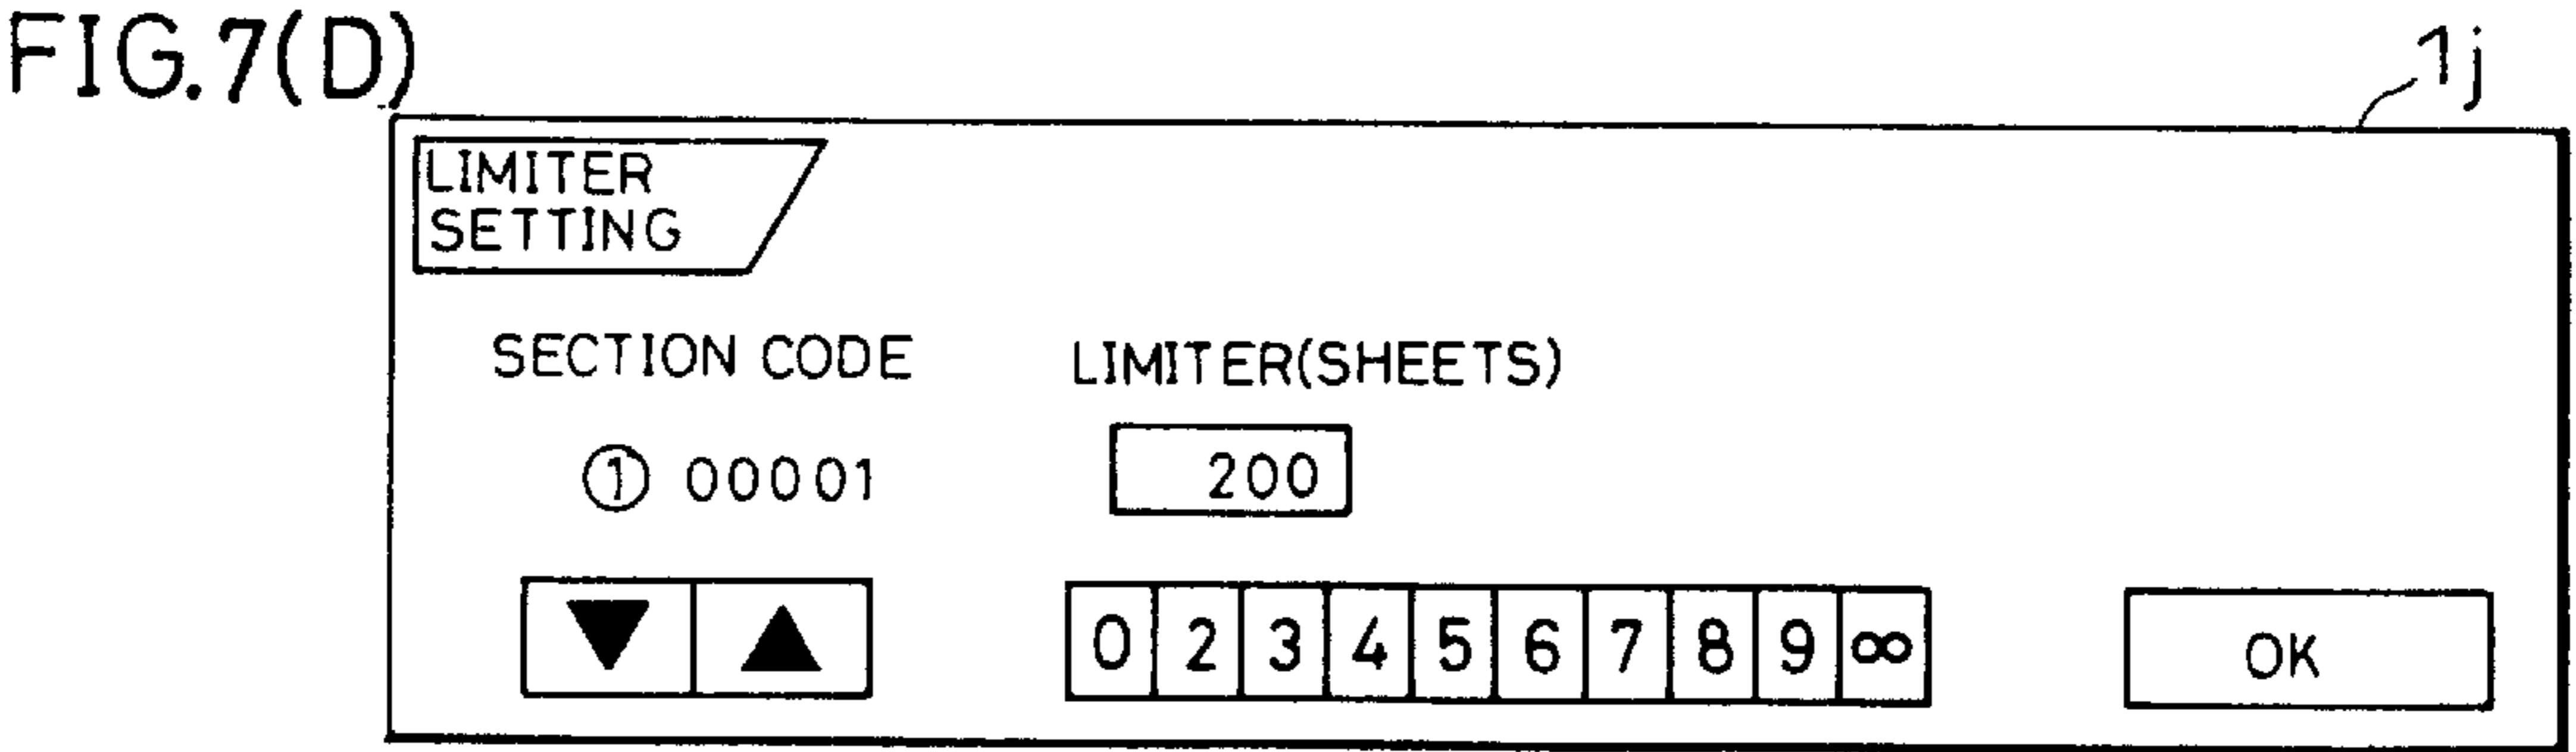 FIG.7(D)
1j
LIMITER
SETTING
SECTION CODE LIMITER(SHEETS)
① 00001 200
▼ ▲ 0 2 3 4 5 6 7 8 9 ∞ OK